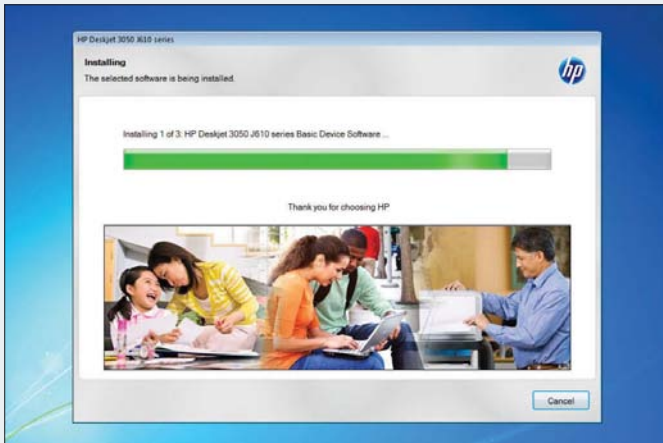 HP Deskjet 3050 J610 series
Installing
The selected software is being installed.
hp
Installing 1 of 3: HP Deskjet 3050 J610 series Basic Device Software ...
Thank you for choosing HP
Cancel